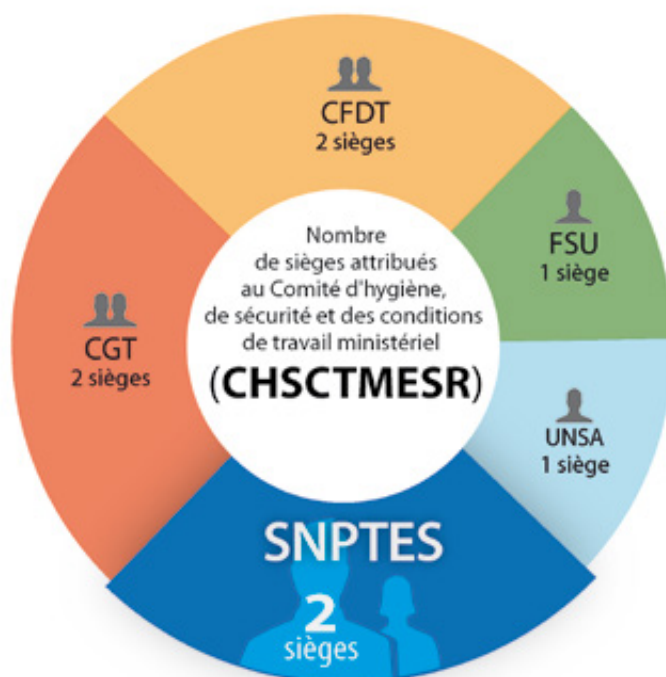 CFDT
2 sièges
FSU
1 siège
UNSA
1 siège
SNPTES
2
sièges
CGT
2 sièges
Nombre
de sièges attribués
au Comité d'hygiène,
de sécurité et des conditions
de travail ministériel
(CHSCTMESR)